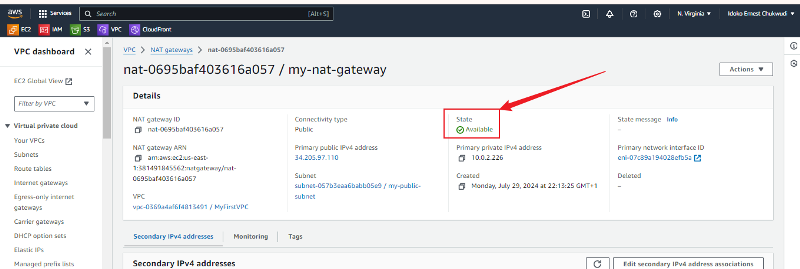 aws
Services
Search
[Alt+S]
N. Virginia
Idoko Ernest Chukwudi
EC2
IAM
S3
VPC
CloudFront
VPC dashboard
EC2 Global View
Filter by VPC
Virtual private cloud
Your VPCs
Subnets
Route tables
Internet gateways
Egress-only internet
gateways
Carrier gateways
DHCP option sets
Elastic IPs
Managed prefix lists
VPC
NAT gateways
nat-0695baf403616a057
nat-0695baf403616a057 / my-nat-gateway
Actions
Details
NAT gateway ID
nat-0695baf403616a057
Connectivity type
Public
State
Available
State message Info
–
NAT gateway ARN
arn:aws:ec2:us-east-
1:381491845562:natgateway/nat-
0695baf403616a057
Primary public IPv4 address
34.205.97.110
Primary private IPv4 address
10.0.2.226
Primary network interface ID
eni-07c89a194028efb5a
VPC
vpc-0369a4af6f4813491 / MyFirstVPC
Subnet
subnet-057b3eaa6babb05e9 / my-public-
subnet
Created
Monday, July 29, 2024 at 22:13:25 GMT+1
Deleted
–
Secondary IPv4 addresses
Monitoring
Tags
Secondary IPv4 addresses
Edit secondary IPv4 address associations